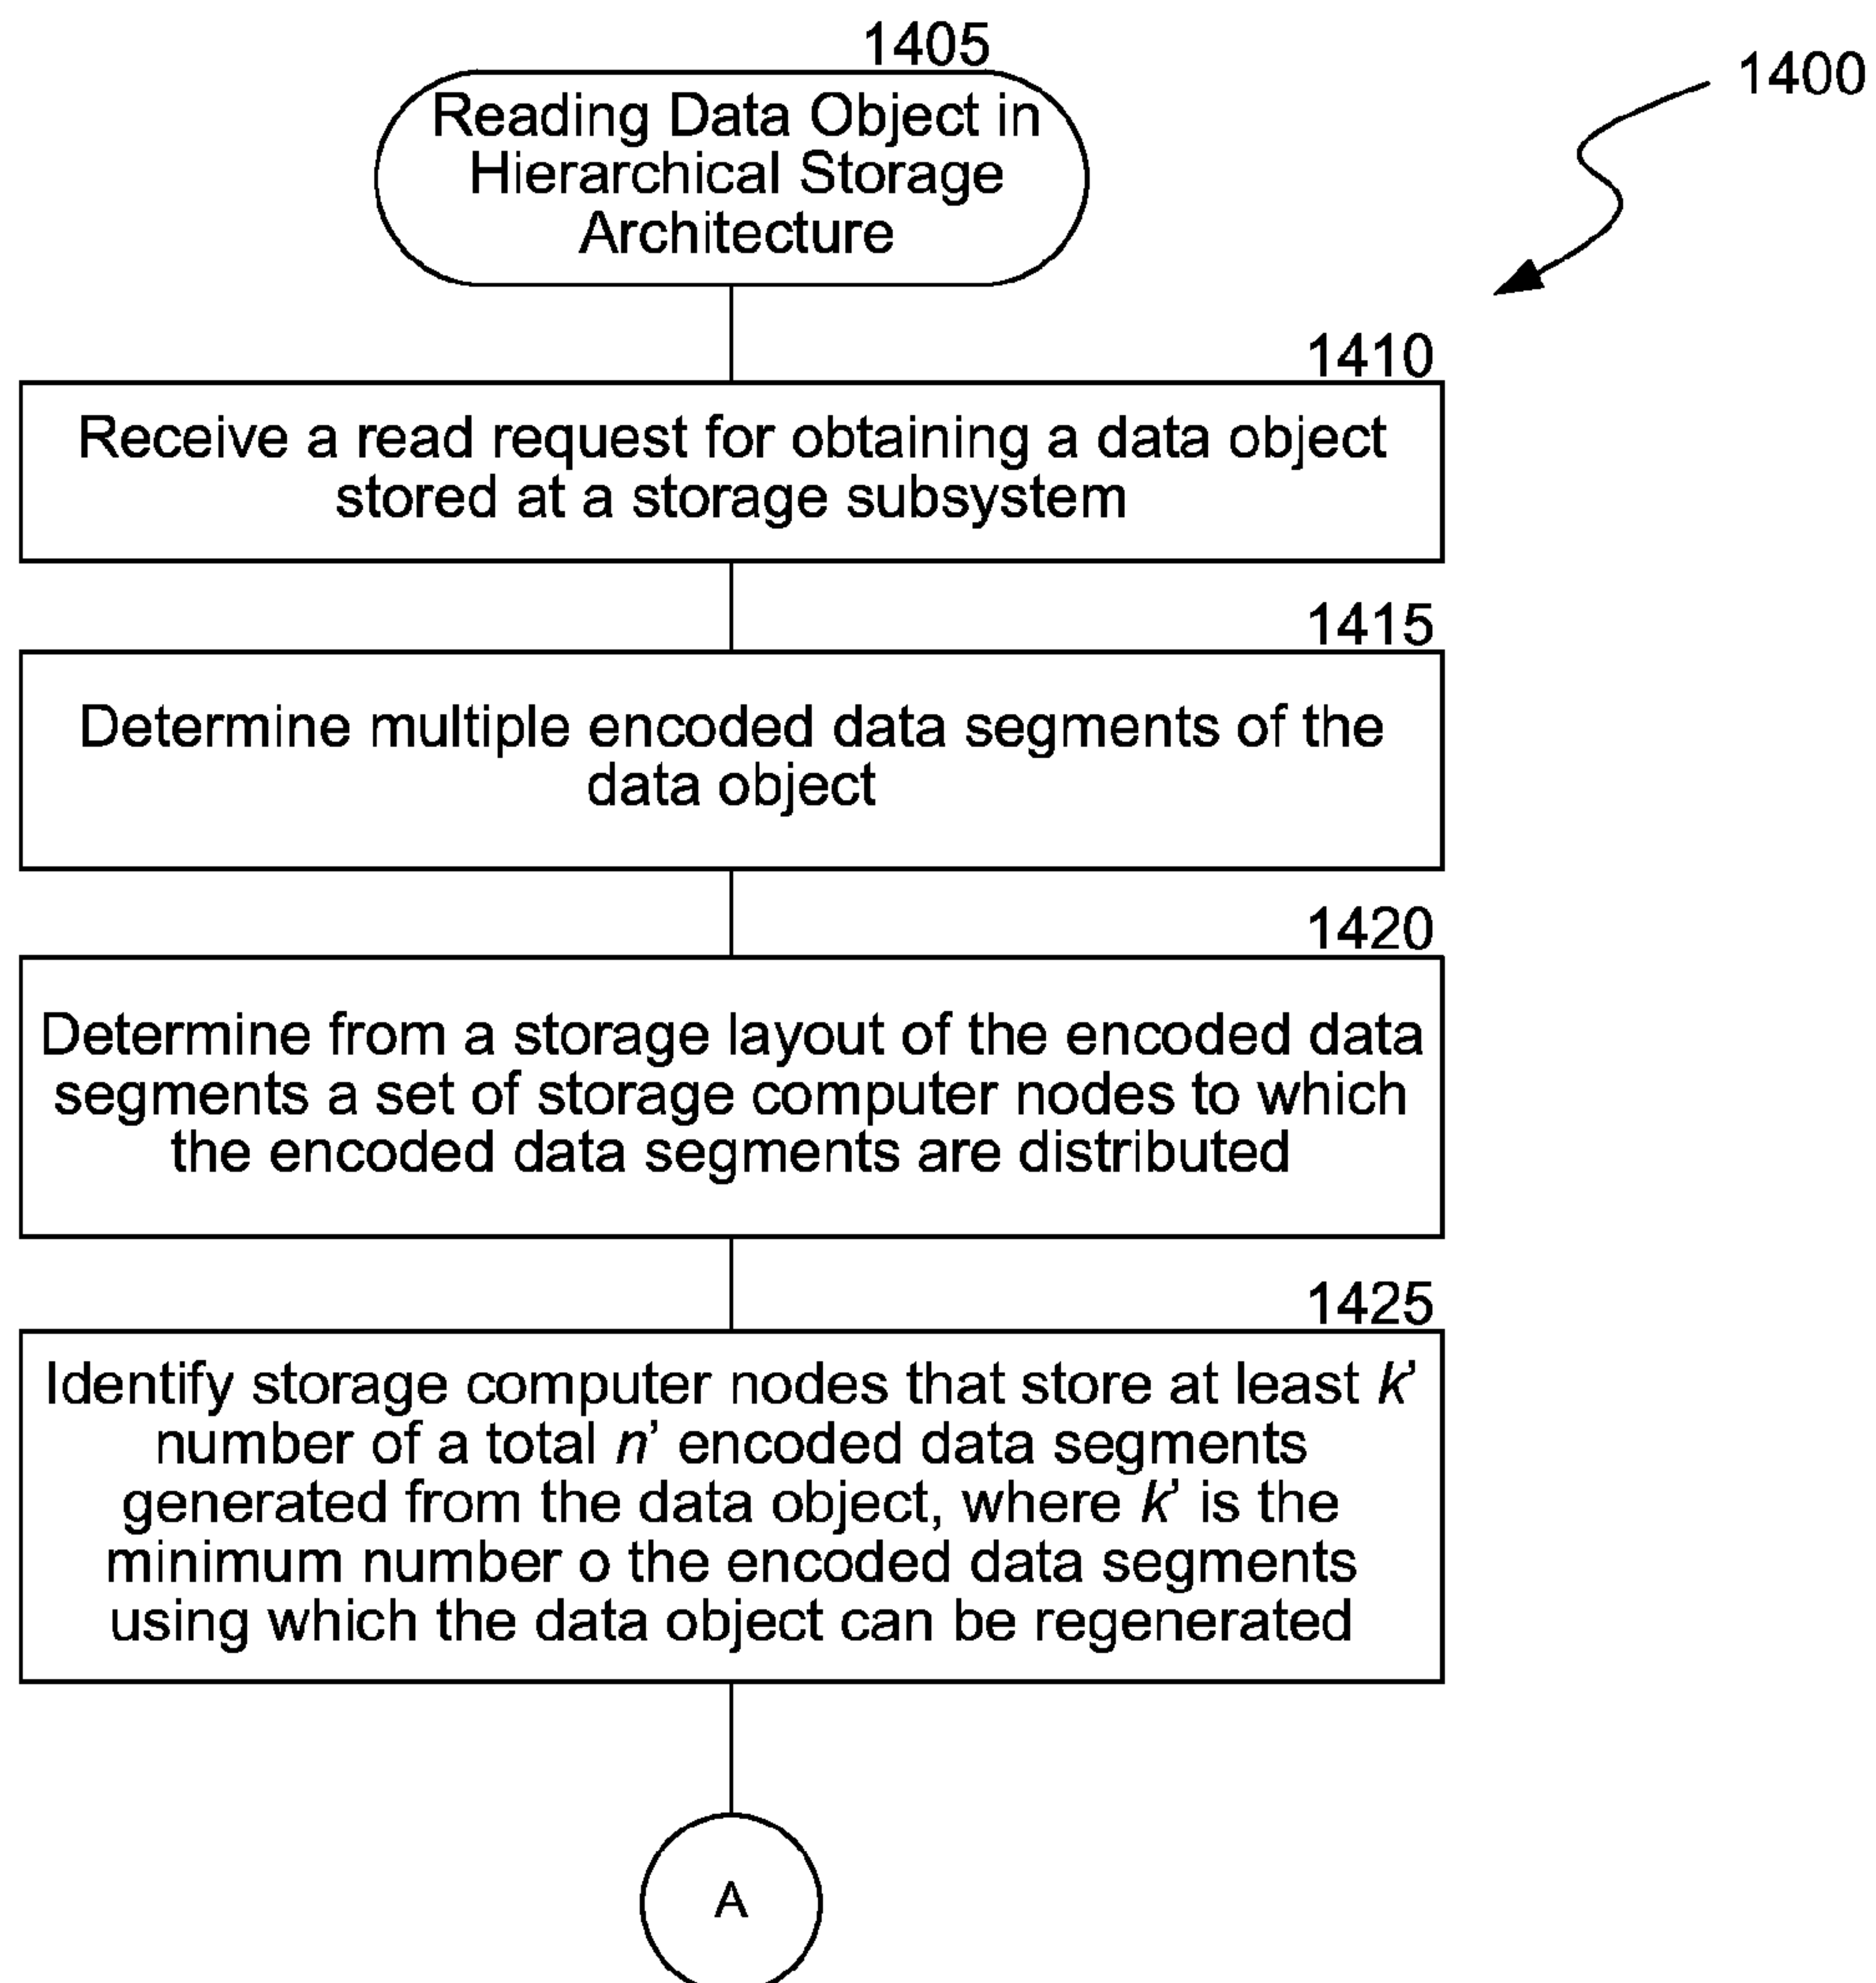 1405
1400
Reading Data Object in
Hierarchical Storage
Architecture
1410
Receive a read request for obtaining a data object
stored at a storage subsystem
1415
Determine multiple encoded data segments of the
data object
1420
Determine from a storage layout of the encoded data
segments a set of storage computer nodes to which
the encoded data segments are distributed
1425
Identify storage computer nodes that store at least k’
number of a total n’ encoded data segments
generated from the data object, where k’ is the
minimum number o the encoded data segments
using which the data object can be regenerated
A